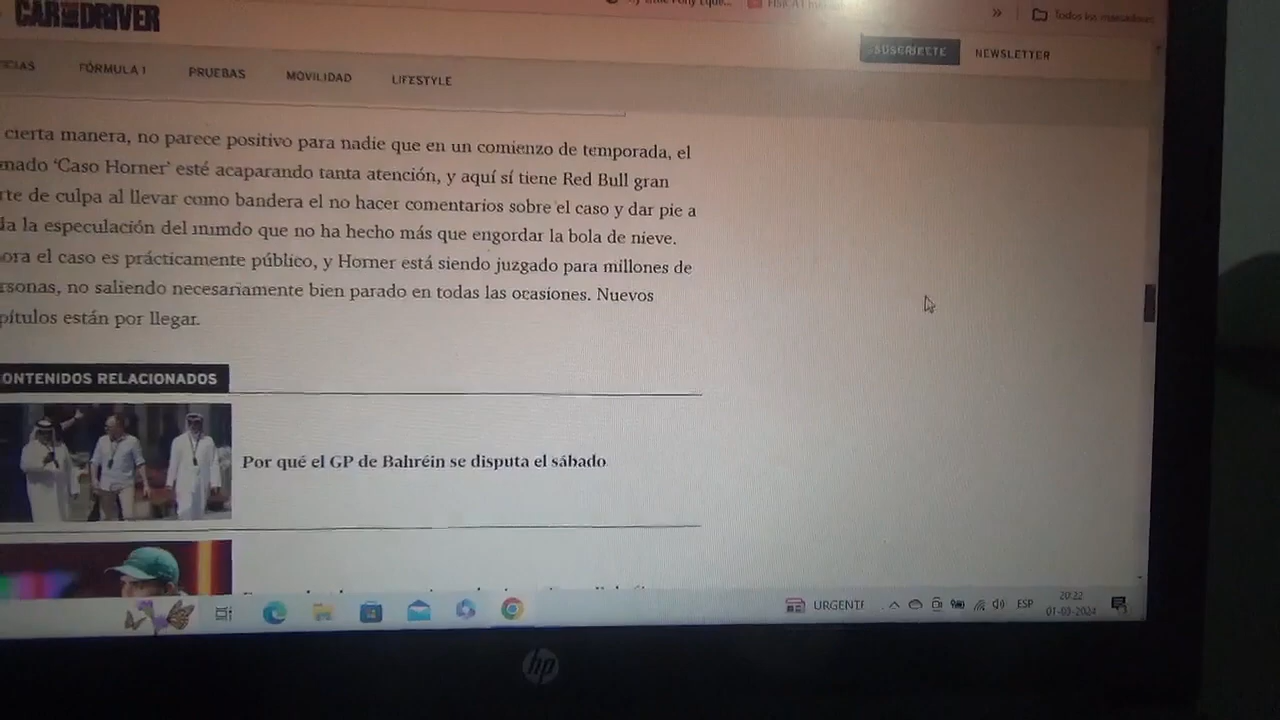 CAR AND DRIVER
Todos los marcadores
SUSCRÍBETE
NEWSLETTER
FÓRMULA 1
PRUEBAS
MOVILIDAD
LIFESTYLE
cierta manera, no parece positivo para nadie que en un comienzo de temporada, el
mado ‘Caso Horner’ esté acaparando tanta atención, y aquí sí tiene Red Bull gran
rte de culpa al llevar como bandera el no hacer comentarios sobre el caso y dar pie a
da la especulación del mimdo que no ha hecho más que engordar la bola de nieve.
ora el caso es prácticamente público, y Horner está siendo juzgado para millones de
rsonas, no saliendo necesariamente bien parado en todas las ocasiones. Nuevos
pítulos están por llegar.
ONTENIDOS RELACIONADOS
Por qué el GP de Bahréin se disputa el sábado
URGENTE
ESP
20:22
01-03-2024
hp